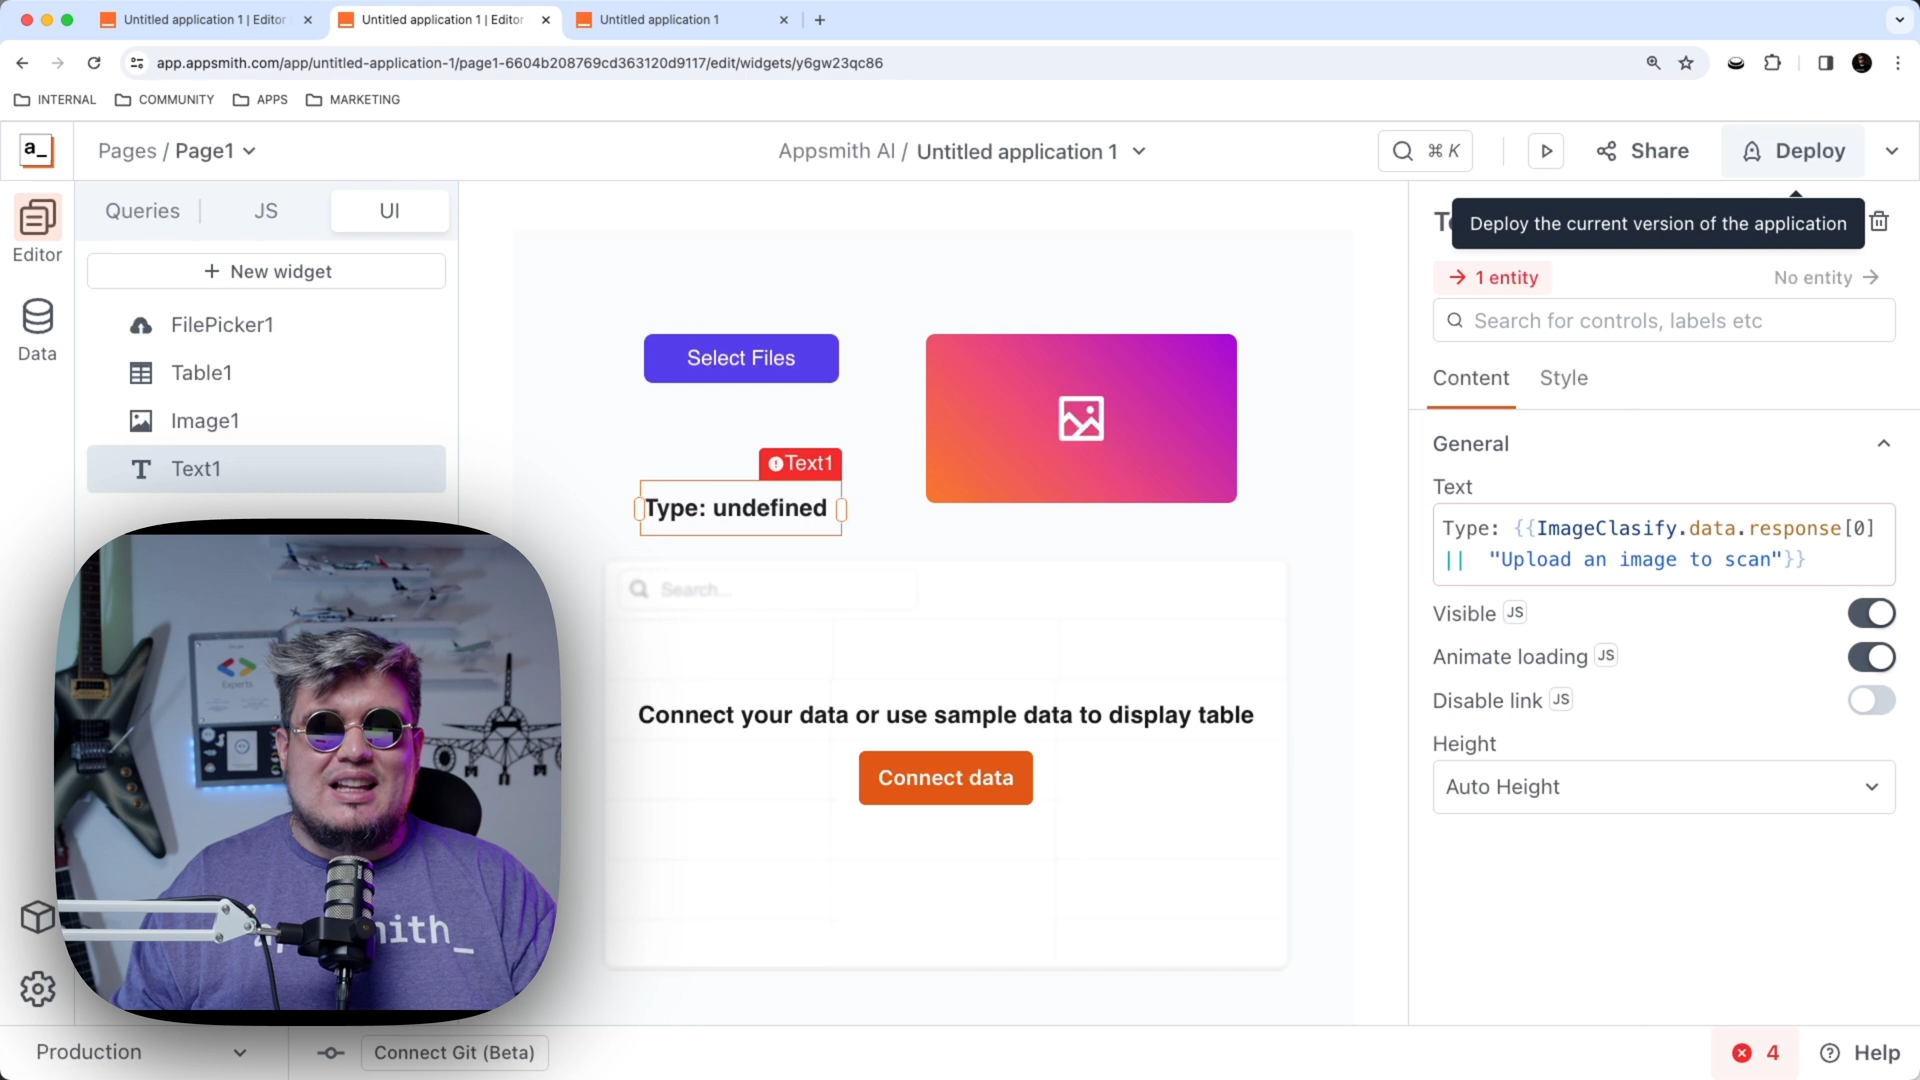 Untitled application 1 | Editor
Untitled application 1 | Editor
Untitled application 1
app.appsmith.com/app/untitled-application-1/page1-6604b208769cd363120d9117/edit/widgets/y6gw23qc86
INTERNAL
COMMUNITY
APPS
MARKETING
a_
Pages / Page1
Appsmith AI / Untitled application 1
⌘ K
Share
Deploy
Editor
Data
Queries
JS
UI
New widget
FilePicker1
Table1
Image1
Text1
Select Files
Text1
Type: undefined
Search...
Connect your data or use sample data to display table
Connect data
Deploy the current version of the application
1 entity
No entity
Search for controls, labels etc
Content
Style
General
Text
Type: {{ImageClasify.data.response[0]
|| "Upload an image to scan"}}
Visible JS
Animate loading JS
Disable link JS
Height
Auto Height
Experts
Production
Connect Git (Beta)
4
Help